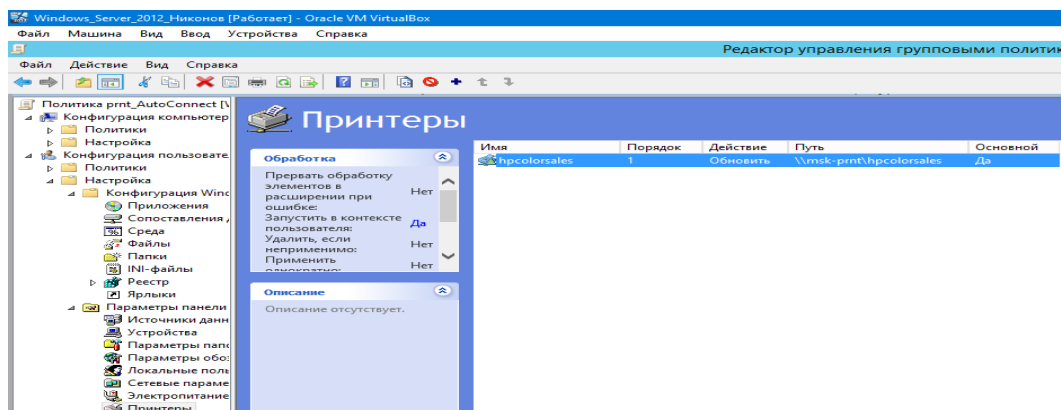 Windows_Server_2012_Никонов [Работает] - Oracle VM VirtualBox
Файл Машина Вид Ввод Устройства Справка
Редактор управления групповыми политик
Файл Действие Вид Справка
Политика prnt_AutoConnect [\
Конфигурация компьютер
Политики
Настройка
Конфигурация пользовате
Политики
Настройка
Конфигурация Winc
Приложения
Сопоставления
Среда
Файлы
Папки
INI-файлы
Реестр
Ярлыки
Параметры панели
Источники данн
Устройства
Параметры папо
Параметры обо:
Локальные поль
Сетевые параме
Электропитание
Принтеры
Принтеры
Обработка
Прервать обработку элементов в расширении при ошибке: Нет
Запустить в контексте пользователя: Да
Удалить, если неприменимо: Нет
Применить однократно: Нет
Описание
Описание отсутствует.
Имя Порядок Действие Путь Основной
hpcolorsales 1 Обновить \\msk-prnt\hpcolorsales Да